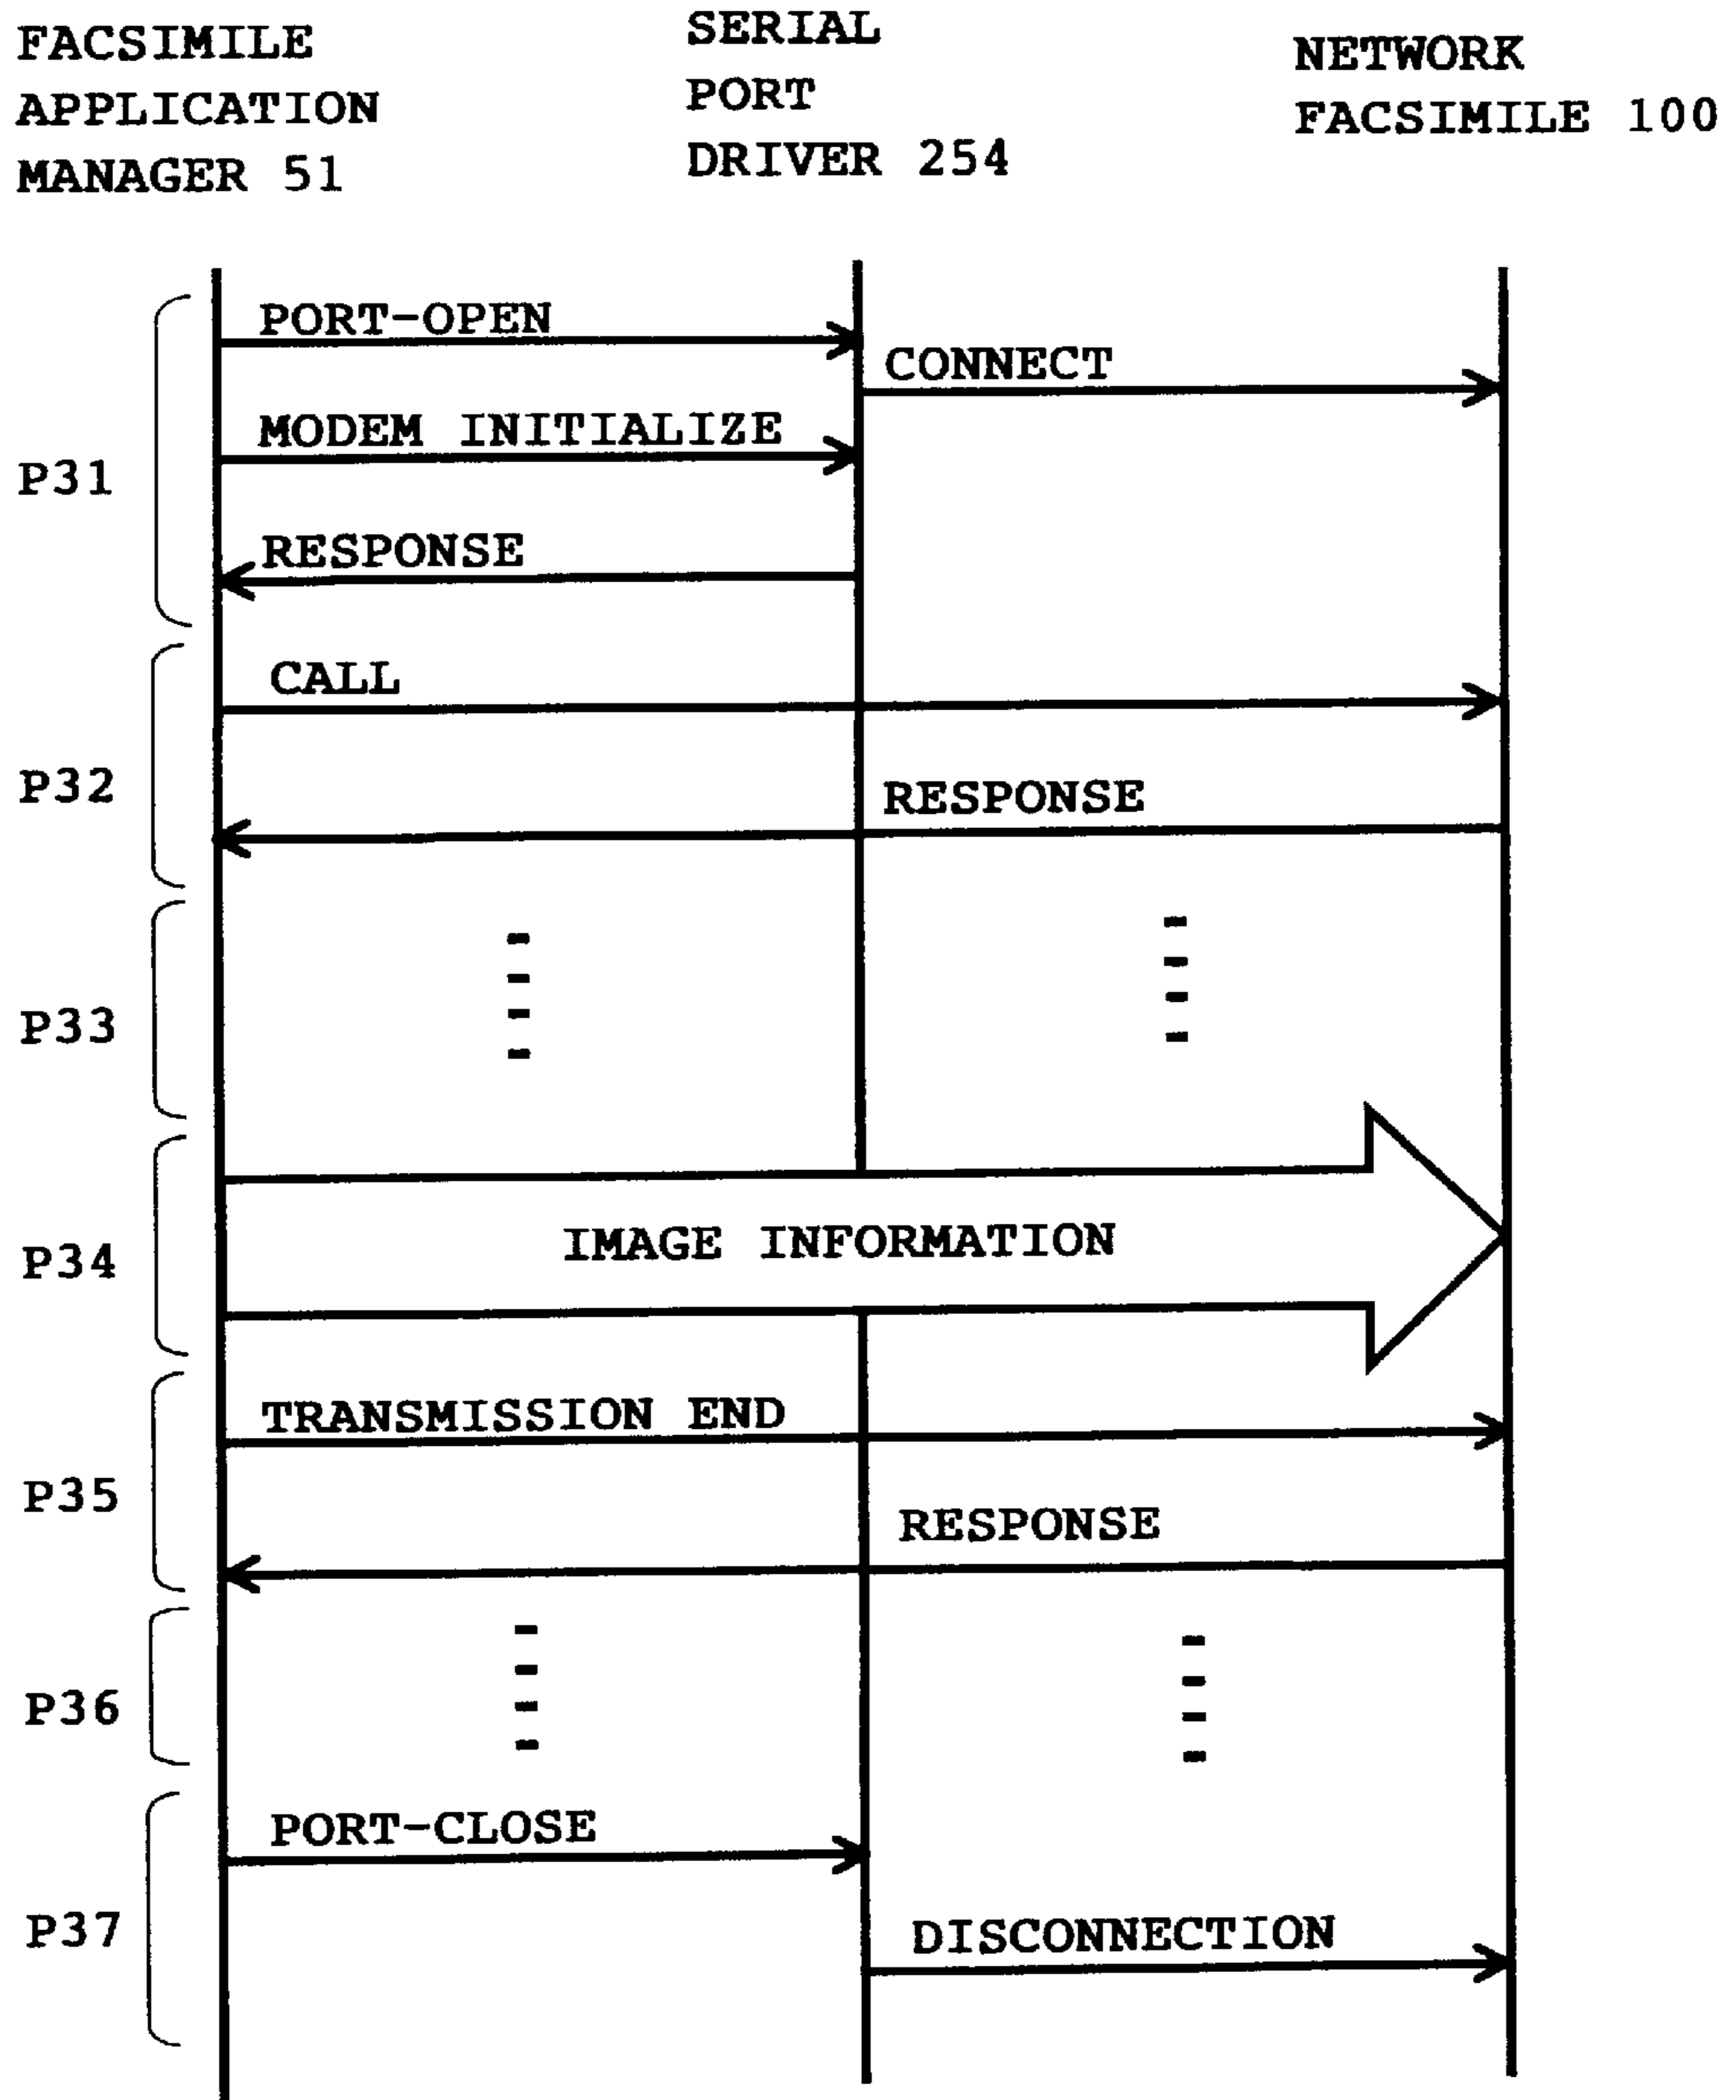 FACSIMILE
APPLICATION
MANAGER 51
SERIAL
PORT
DRIVER 254
NETWORK
FACSIMILE 100
P31
PORT-OPEN
CONNECT
MODEM INITIALIZE
RESPONSE
P32
CALL
RESPONSE
P33
P34
IMAGE INFORMATION
P35
TRANSMISSION END
RESPONSE
P36
P37
PORT-CLOSE
DISCONNECTION